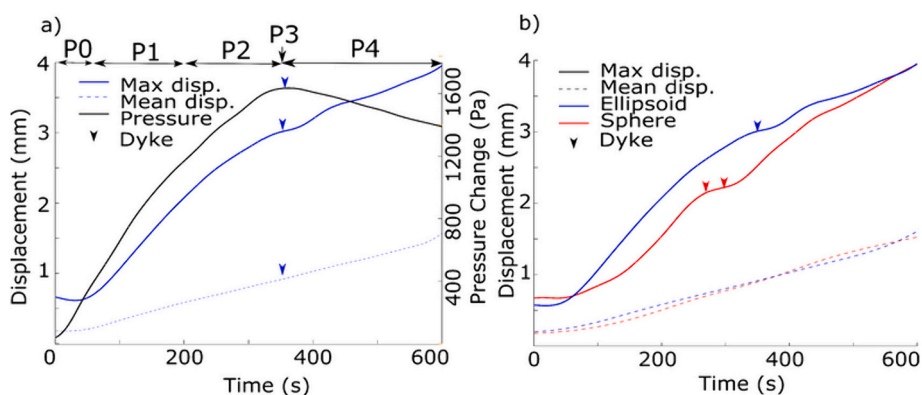 a)
P0 P1 P2 P3 P4
Max disp.
Mean disp.
Pressure
Dyke
Displacement (mm)
4
3
2
1
Pressure Change (Pa)
1600
1200
800
400
0 200 400 600
Time (s)
b)
Max disp.
Mean disp.
Ellipsoid
Sphere
Dyke
Displacement (mm)
4
3
2
1
0 200 400 600
Time (s)